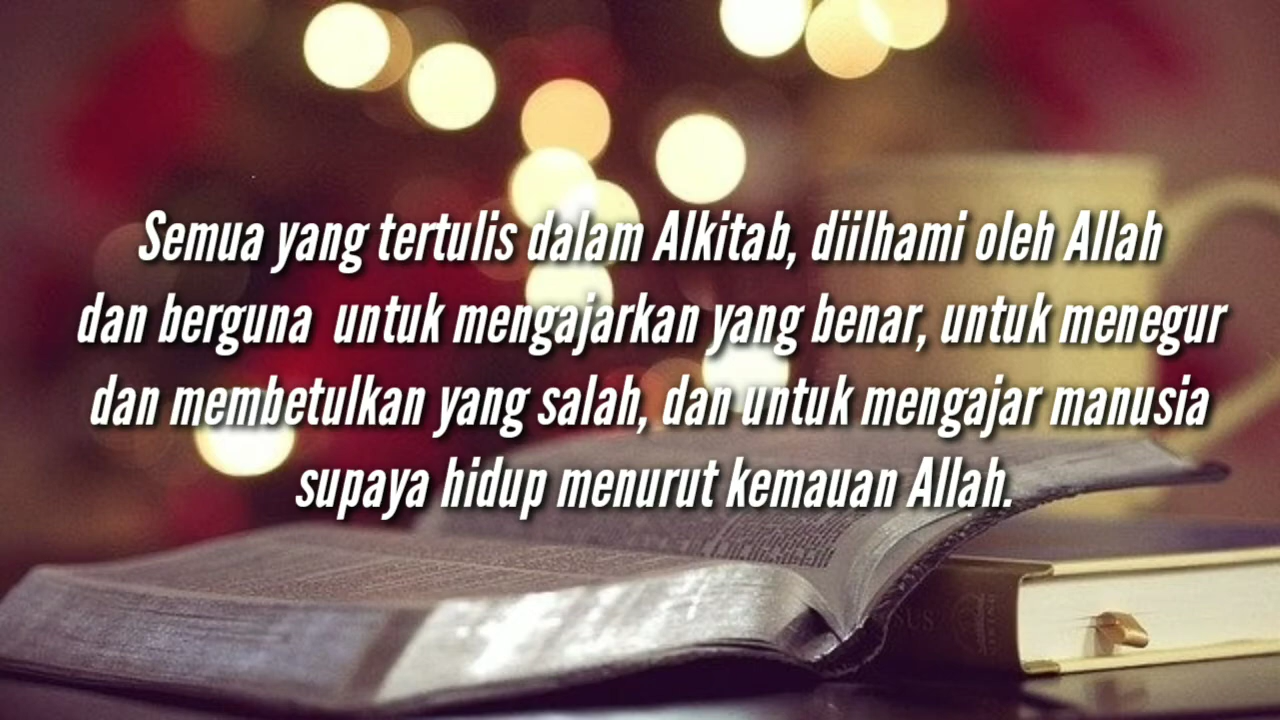 Semua yang tertulis dalam Alkitab, diilhami oleh Allah
dan berguna  untuk mengajarkan yang benar, untuk menegur
dan membetulkan yang salah, dan untuk mengajar manusia
supaya hidup menurut kemauan Allah.